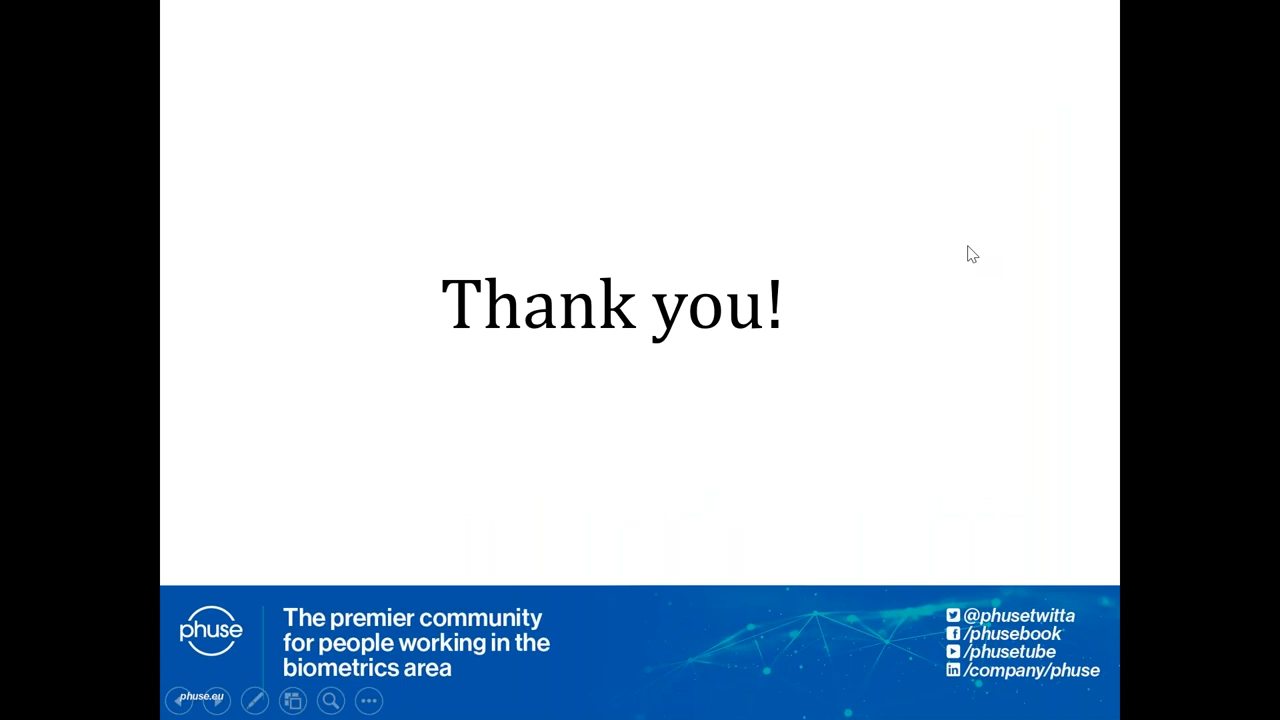 Thank you!
phuse
The premier community
for people working in the
biometrics area
phuse.eu
@phusetwitta
/phusebook
/phusetube
/company/phuse